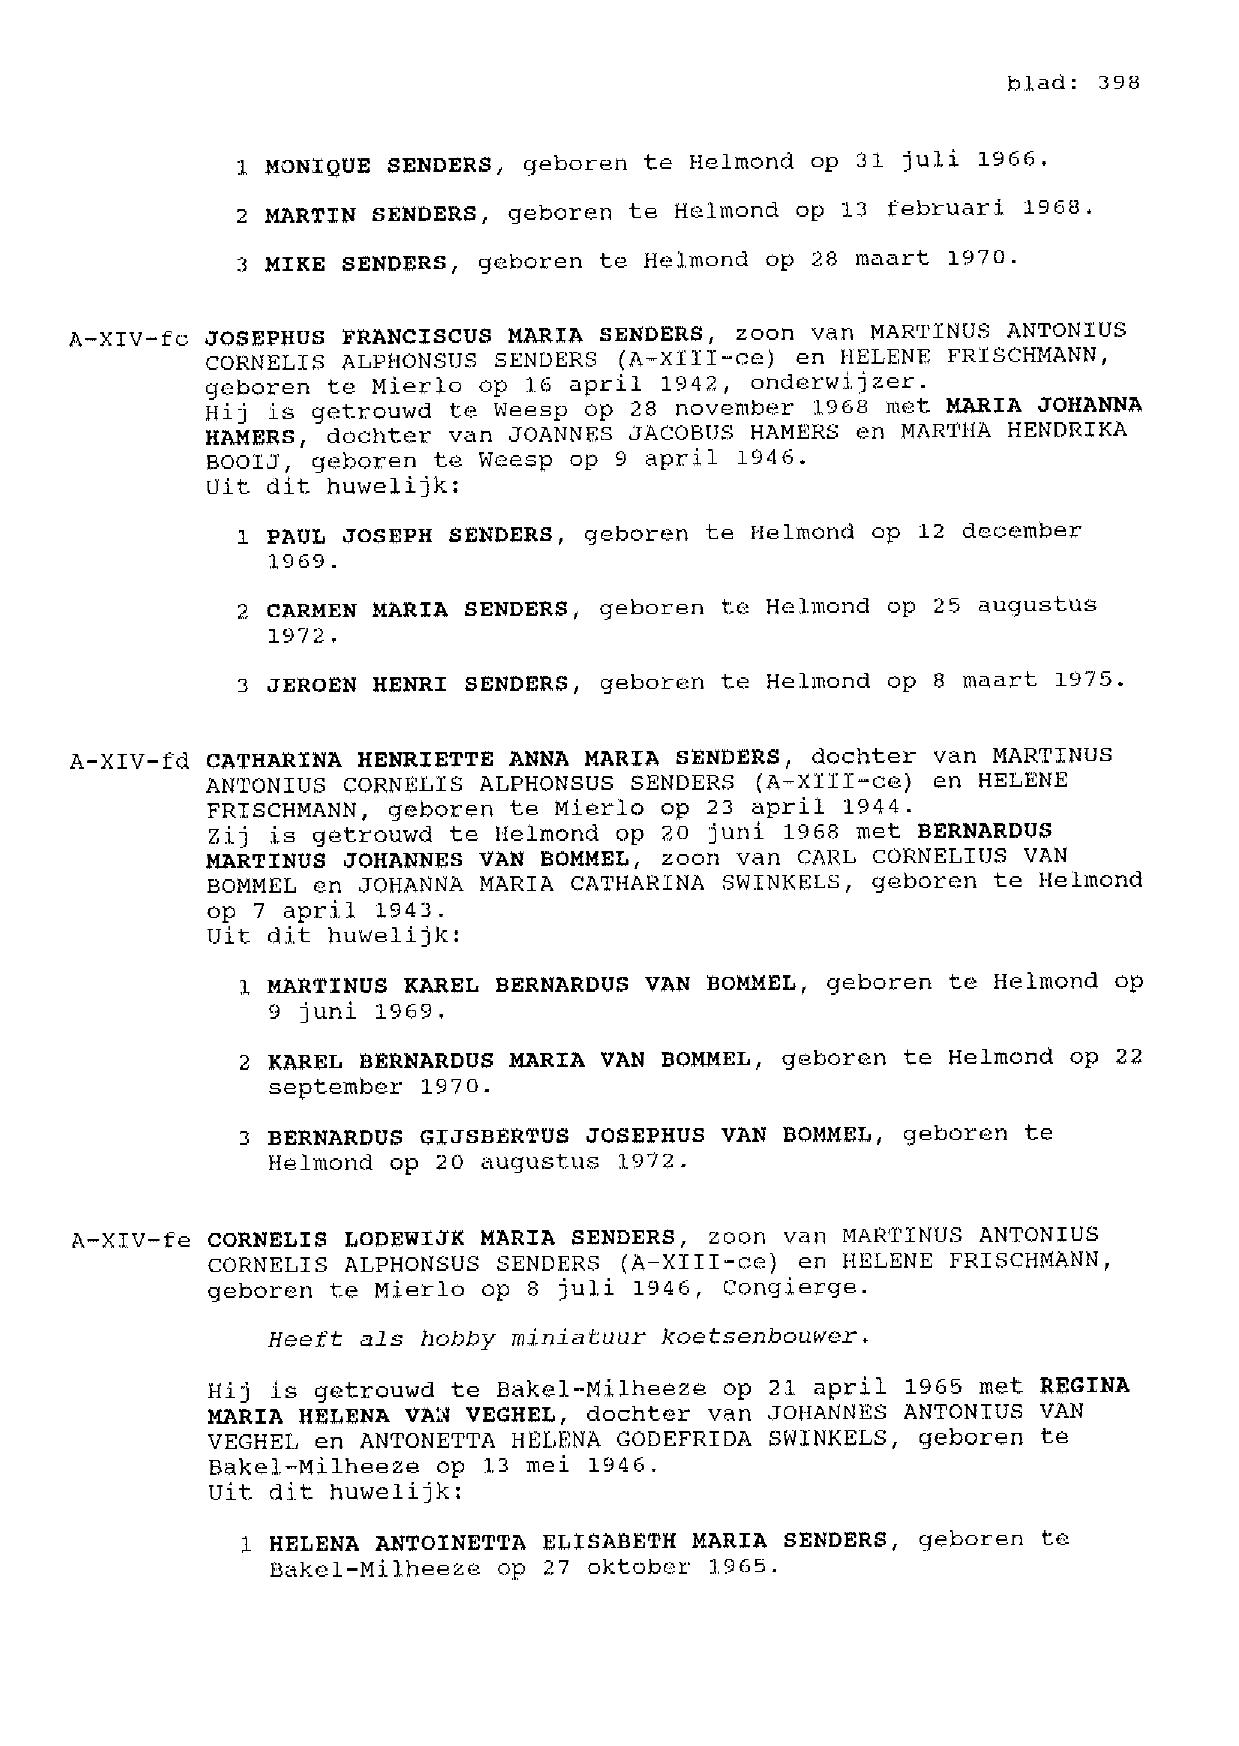 blad: 398
1 MONIQUE SENDERS, geboren te Helmond op 31 juli 1966.
2 MARTIN SENDERS, geboren te Helmond op 13 februari 1968.
3 MIKE SENDERS, geboren te Helmond op 28 maart 1970.
A-XIV-fc JOSEPHUS FRANCISCUS MARIA SENDERS, zoon van MARTINUS ANTONIUS
CORNELIS ALPHONSUS SENDERS (A-XIII-ce) en HELENE FRISCHMANN,
geboren te Mierlo op 16 april 1942, onderwijzer.
Hij is getrouwd te Weesp op 28 november 1968 met MARIA JOHANNA
HAMERS, dochter van JOANNES JACOBUS HAMERS en MARTHA HENDRIKA
BOOIJ, geboren te Weesp op 9 april 1946.
Uit dit huwelijk:
1 PAUL JOSEPH SENDERS, geboren te Helmond op 12 december
1969.
2 CARMEN MARIA SENDERS, geboren te Helmond op 25 augustus
1972.
3 JEROEN HENRI SENDERS, geboren te Helmond op 8 maart 1975.
A-XIV-fd CATHARINA HENRIETTE ANNA MARIA SENDERS, dochter van MARTINUS
ANTONIUS CORNELIS ALPHONSUS SENDERS (A-XIII-ce) en HELENE
FRISCHMANN, geboren te Mierlo op 23 april 1944.
Zij is getrouwd te Helmond op 20 juni 1968 met BERNARDUS
MARTINUS JOHANNES VAN BOMMEL, zoon van CARL CORNELIUS VAN
BOMMEL en JOHANNA MARIA CATHARINA SWINKELS, geboren te Helmond
op 7 april 1943.
Uit dit huwelijk:
1 MARTINUS KAREL BERNARDUS VAN BOMMEL, geboren te Helmond op
9 juni 1969.
2 KAREL BERNARDUS MARIA VAN BOMMEL, geboren te Helmond op 22
september 1970.
3 BERNARDUS GIJSBERTUS JOSEPHUS VAN BOMMEL, geboren te
Helmond op 20 augustus 1972.
A-XIV-fe CORNELIS LODEWIJK MARIA SENDERS, zoon van MARTINUS ANTONIUS
CORNELIS ALPHONSUS SENDERS (A-XIII-ce) en HELENE FRISCHMANN,
geboren te Mierlo op 8 juli 1946, Congierge.
Heeft als hobby miniatuur koetsenbouwer.
Hij is getrouwd te Bakel-Milheeze op 21 april 1965 met REGINA
MARIA HELENA VAN VEGHEL, dochter van JOHANNES ANTONIUS VAN
VEGHEL en ANTONETTA HELENA GODEFRIDA SWINKELS, geboren te
Bakel-Milheeze op 13 mei 1946.
Uit dit huwelijk:
1 HELENA ANTOINETTA ELISABETH MARIA SENDERS, geboren te
Bakel-Milheeze op 27 oktober 1965.